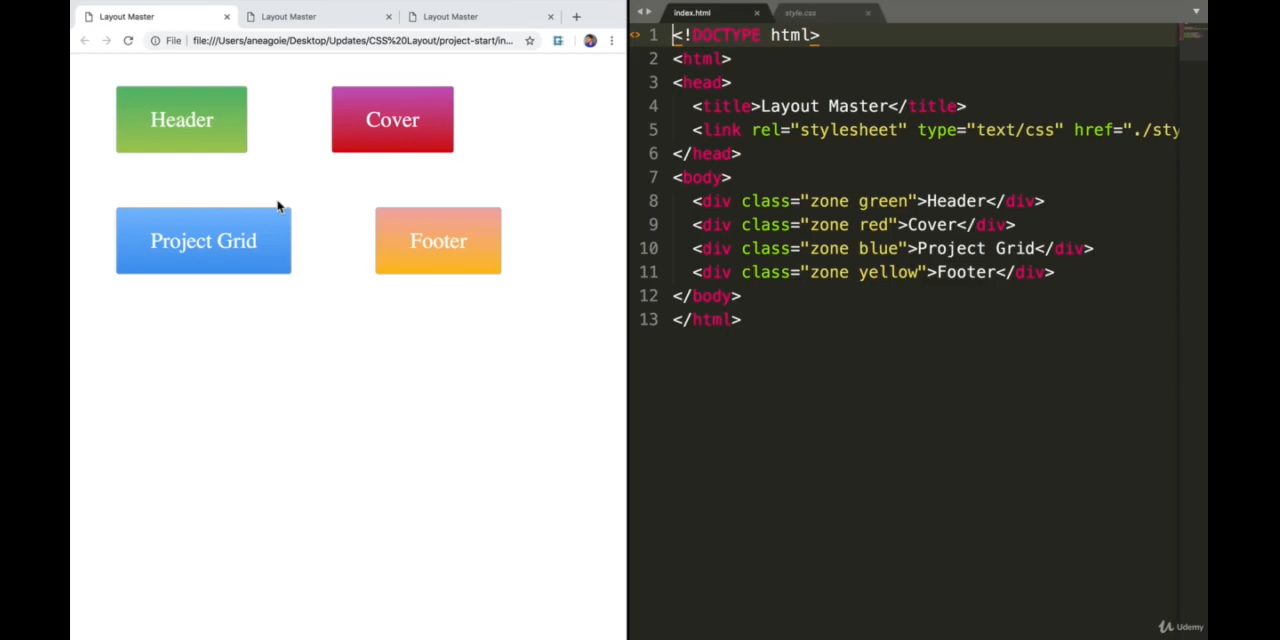 Layout Master
Layout Master
Layout Master
File
file:///Users/aneagoie/Desktop/Updates/CSS%20Layout/project-start/in...
Header
Cover
Project Grid
Footer
index.html
style.css
1 <!DOCTYPE html>
2 <html>
3 <head>
4 <title>Layout Master</title>
5 <link rel="stylesheet" type="text/css" href="./sty
6 </head>
7 <body>
8 <div class="zone green">Header</div>
9 <div class="zone red">Cover</div>
10 <div class="zone blue">Project Grid</div>
11 <div class="zone yellow">Footer</div>
12 </body>
13 </html>
Udemy